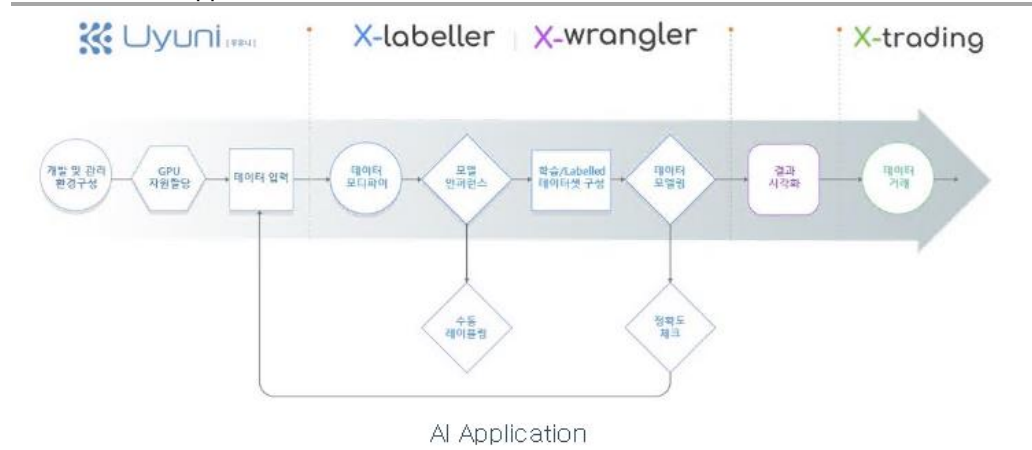 Uyuni [우유니]
X-labeller | X-wrangler
X-trading
개발 및 관리
환경구성
GPU
자원할당
데이터 입력
데이터
모디파이
모델
인퍼런스
학습/Labelled
데이터셋 구성
데이터
모델링
결과
시각화
데이터
거래
수동
레이블링
정확도
체크
AI Application